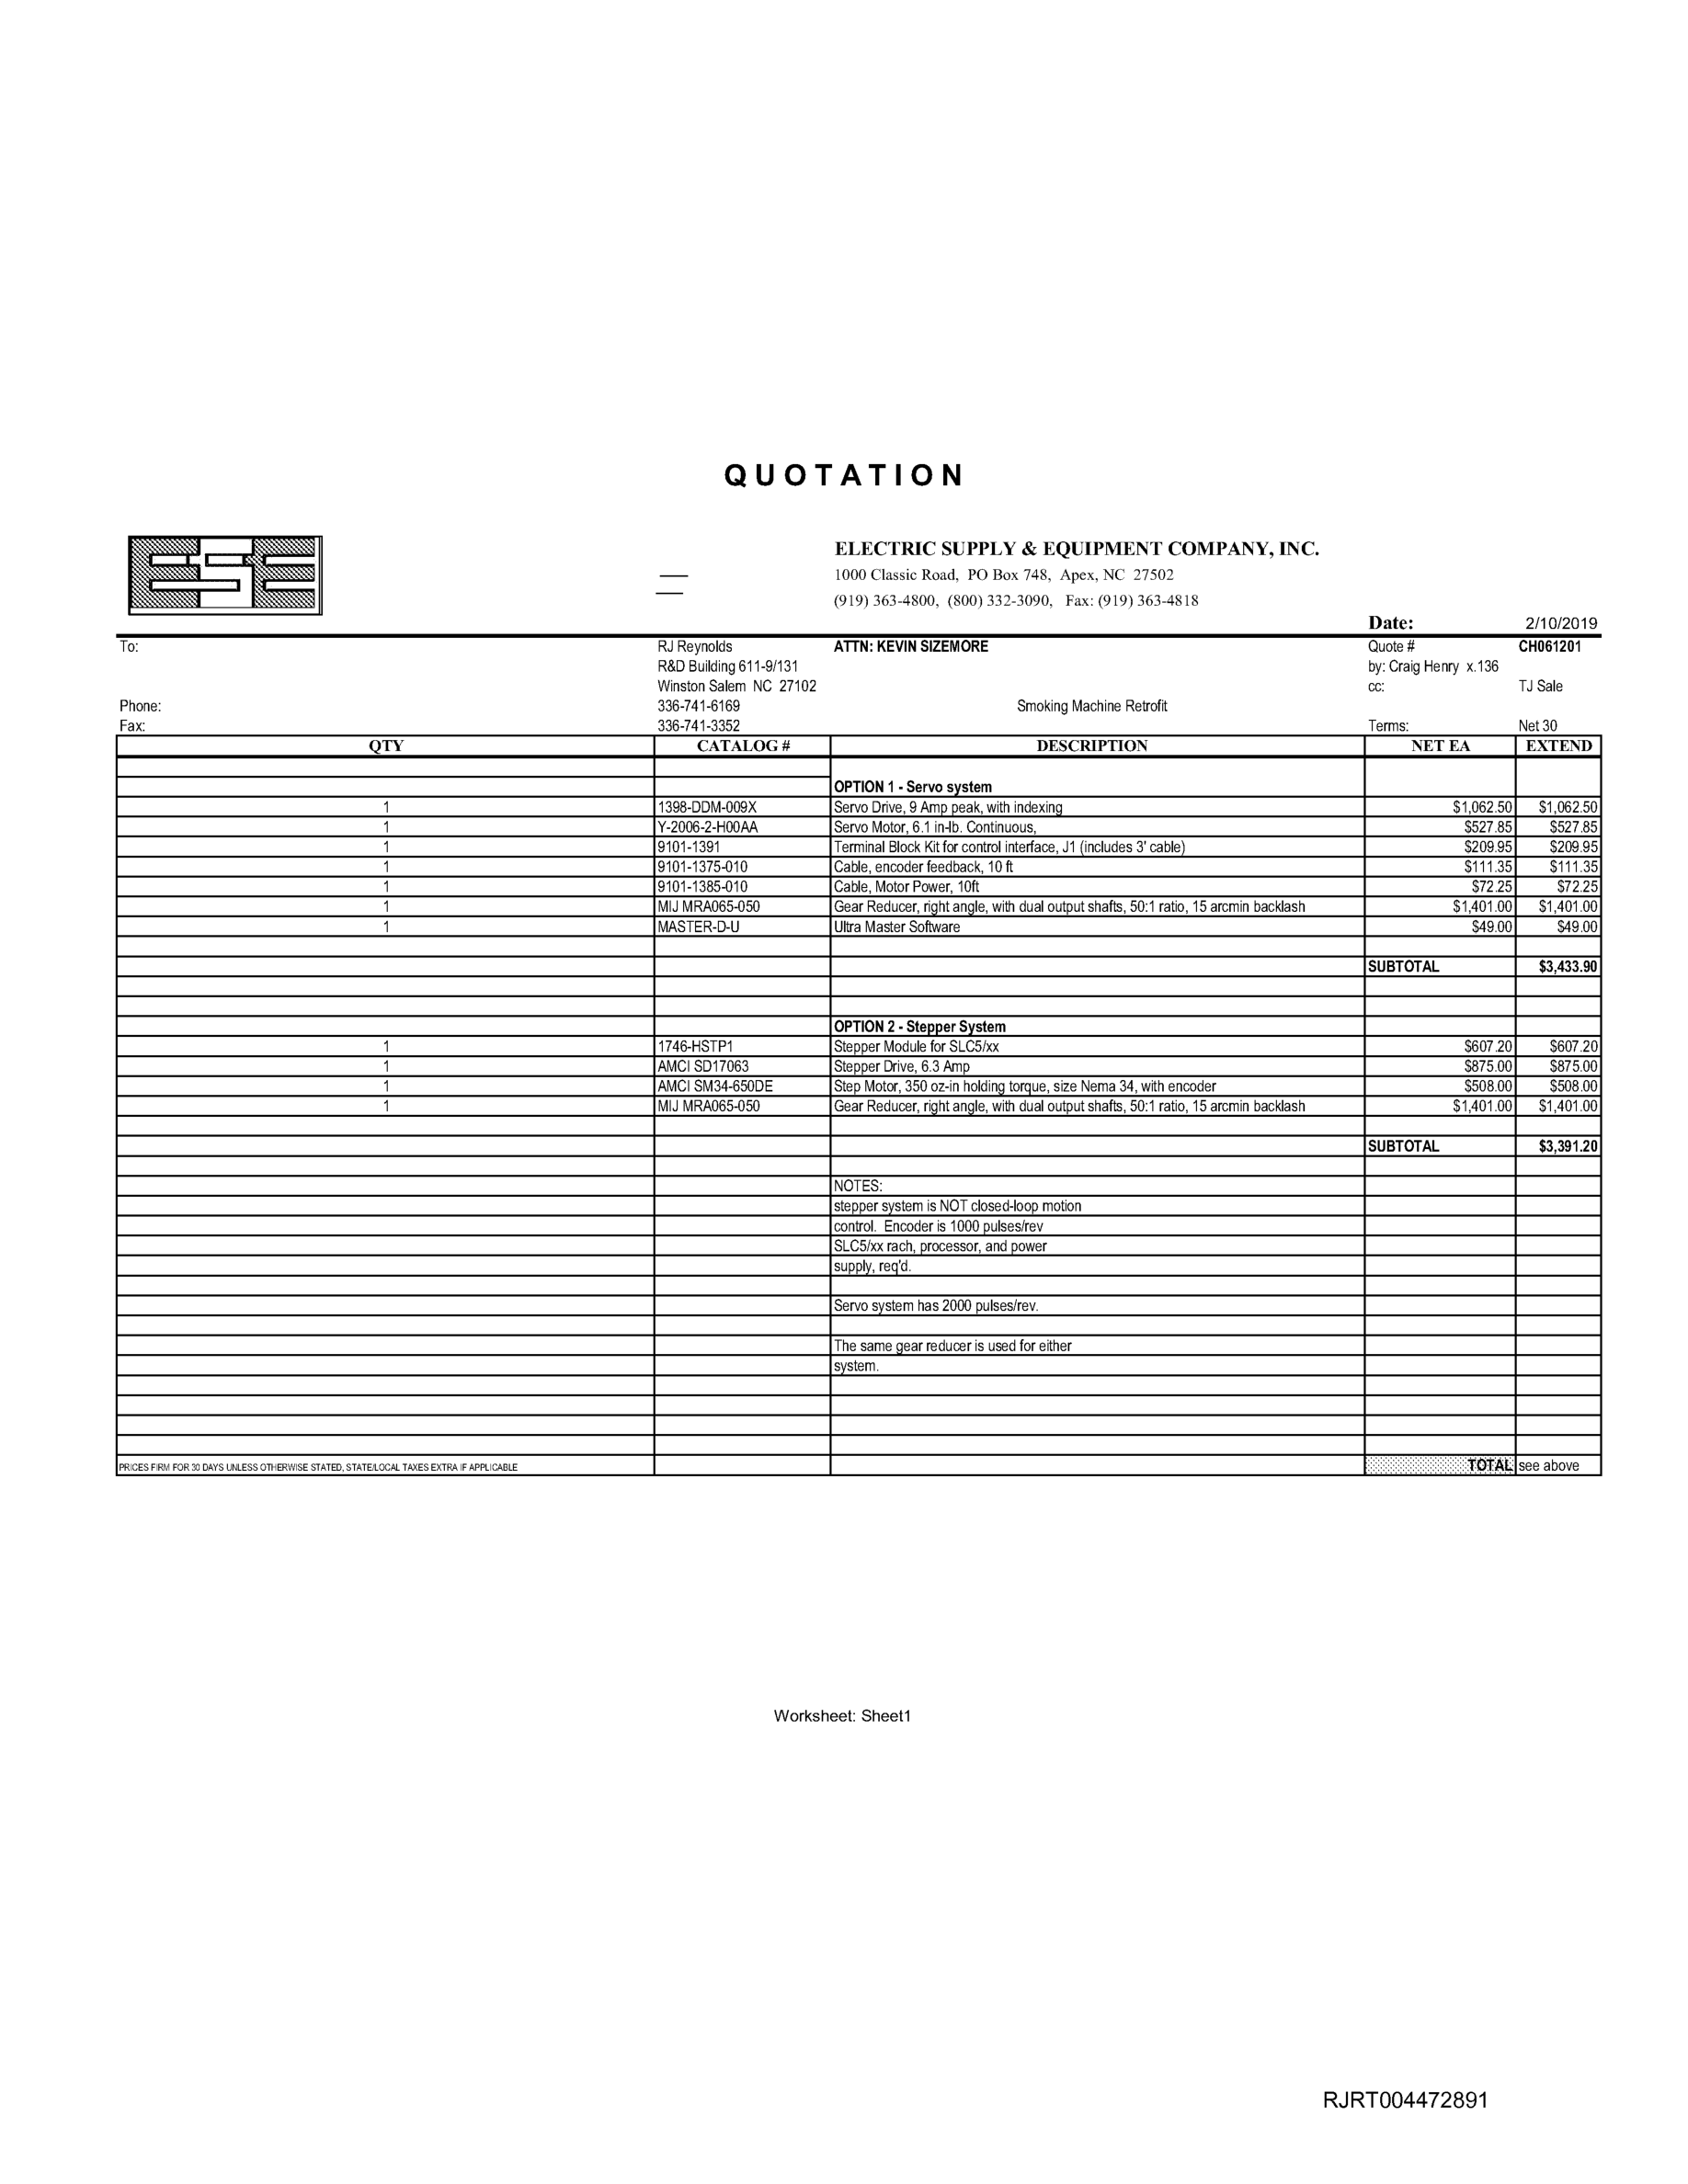 QUOTATION
ESE
ELECTRIC SUPPLY & EQUIPMENT COMPANY, INC.
1000 Classic Road, PO Box 748, Apex, NC 27502
(919) 363-4800, (800) 332-3090, Fax: (919) 363-4818
Date: 2/10/2019
To: RJ Reynolds ATTN: KEVIN SIZEMORE Quote # CH061201
R&D Building 611-9/131 by: Craig Henry x.136
Winston Salem NC 27102 cc: TJ Sale
Phone: 336-741-6169 Smoking Machine Retrofit
Fax: 336-741-3352 Terms: Net 30
QTY CATALOG # DESCRIPTION NET EA EXTEND
OPTION 1 - Servo system
1 1398-DDM-009X Servo Drive, 9 Amp peak, with indexing $1,062.50 $1,062.50
1 Y-2006-2-H00AA Servo Motor, 6.1 in-lb. Continuous, $527.85 $527.85
1 9101-1391 Terminal Block Kit for control interface, J1 (includes 3' cable) $209.95 $209.95
1 9101-1375-010 Cable, encoder feedback, 10 ft $111.35 $111.35
1 9101-1385-010 Cable, Motor Power, 10ft $72.25 $72.25
1 MIJ MRA065-050 Gear Reducer, right angle, with dual output shafts, 50:1 ratio, 15 arcmin backlash $1,401.00 $1,401.00
1 MASTER-D-U Ultra Master Software $49.00 $49.00
SUBTOTAL $3,433.90
OPTION 2 - Stepper System
1 1746-HSTP1 Stepper Module for SLC5/xx $607.20 $607.20
1 AMCI SD17063 Stepper Drive, 6.3 Amp $875.00 $875.00
1 AMCI SM34-650DE Step Motor, 350 oz-in holding torque, size Nema 34, with encoder $508.00 $508.00
1 MIJ MRA065-050 Gear Reducer, right angle, with dual output shafts, 50:1 ratio, 15 arcmin backlash $1,401.00 $1,401.00
SUBTOTAL $3,391.20
NOTES:
stepper system is NOT closed-loop motion
control. Encoder is 1000 pulses/rev
SLC5/xx rach, processor, and power
supply, req'd.
Servo system has 2000 pulses/rev.
The same gear reducer is used for either
system.
PRICES FIRM FOR 30 DAYS UNLESS OTHERWISE STATED, STATE/LOCAL TAXES EXTRA IF APPLICABLE TOTAL see above
Worksheet: Sheet1
RJRT004472891